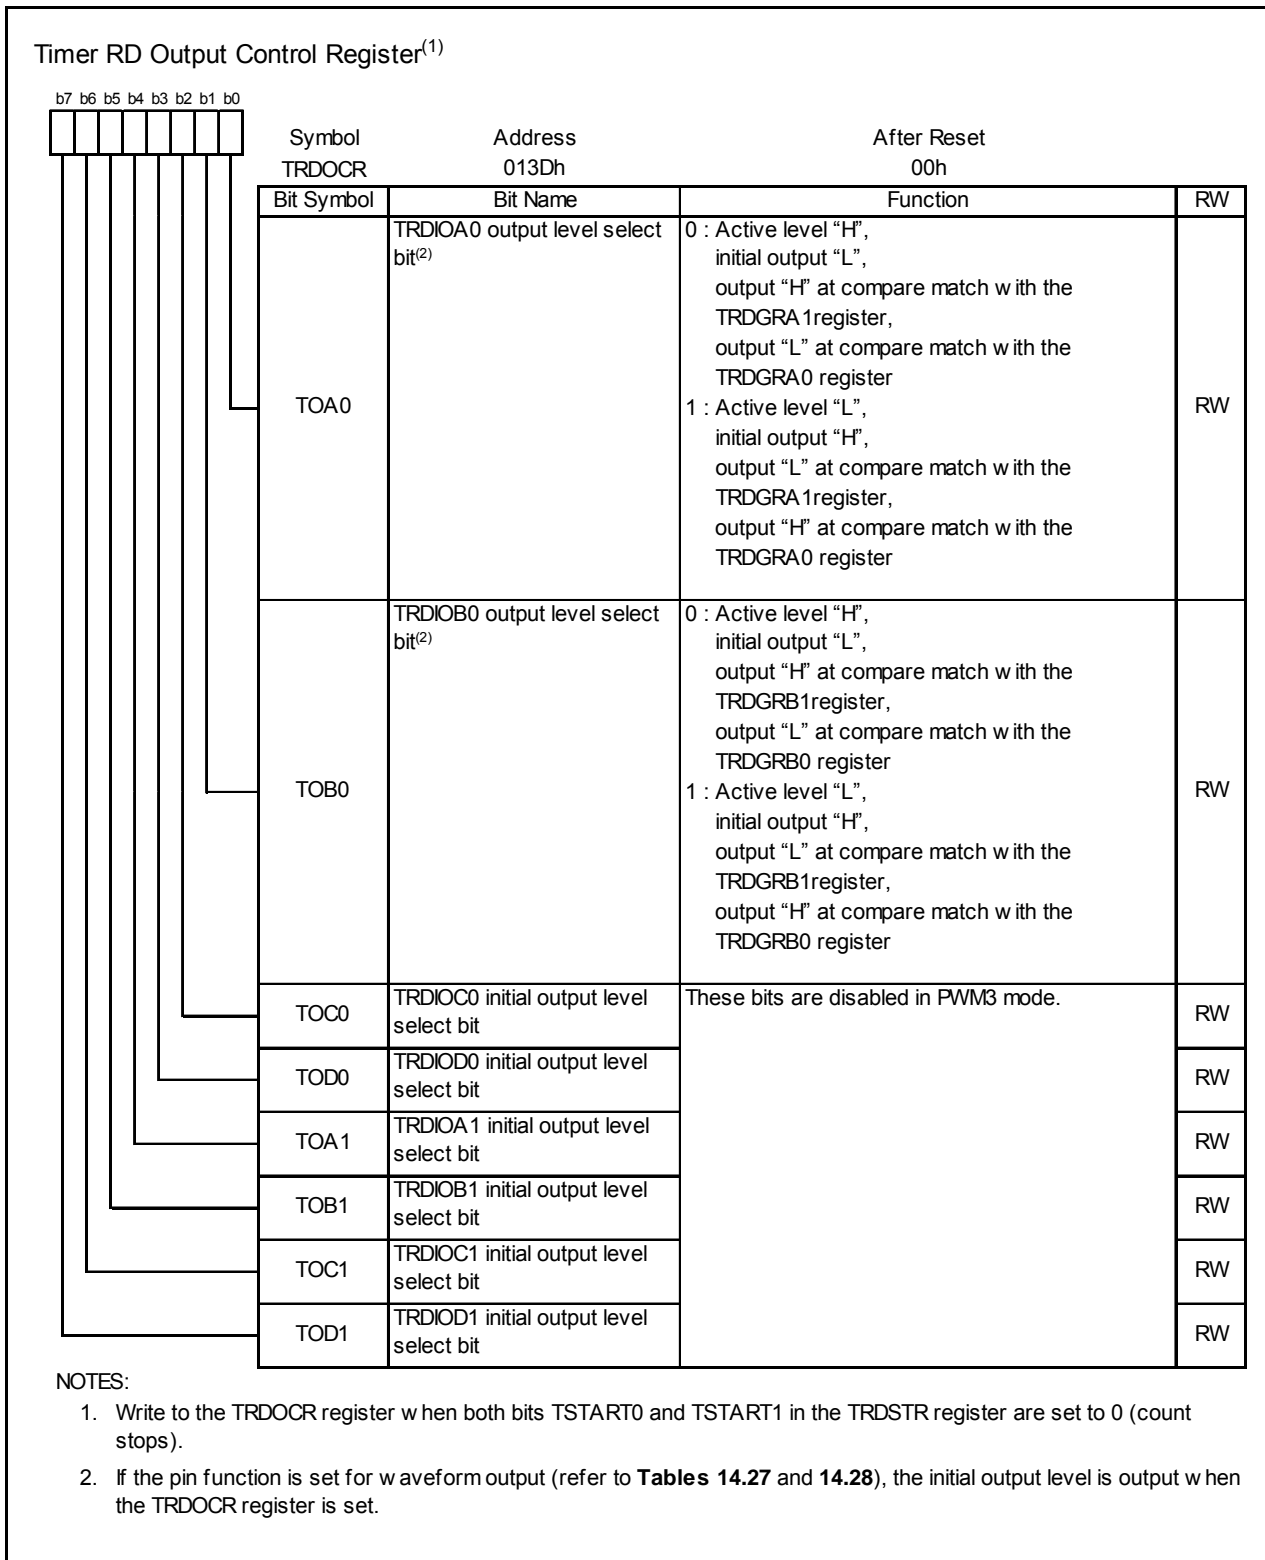 Timer RD Output Control Register(1)
b7 b6 b5 b4 b3 b2 b1 b0
Symbol Address After Reset
TRDOCR 013Dh 00h
Bit Symbol Bit Name Function RW
TOA0 TRDIOA0 output level select bit(2) RW
0 : Active level “H”,
initial output “L”,
output “H” at compare match with the
TRDGRA1register,
output “L” at compare match with the
TRDGRA0 register
1 : Active level “L”,
initial output “H”,
output “L” at compare match with the
TRDGRA1register,
output “H” at compare match with the
TRDGRA0 register
TOB0 TRDIOB0 output level select bit(2) RW
0 : Active level “H”,
initial output “L”,
output “H” at compare match with the
TRDGRB1register,
output “L” at compare match with the
TRDGRB0 register
1 : Active level “L”,
initial output “H”,
output “L” at compare match with the
TRDGRB1register,
output “H” at compare match with the
TRDGRB0 register
TOC0 TRDIOC0 initial output level select bit These bits are disabled in PWM3 mode. RW
TOD0 TRDIOD0 initial output level select bit RW
TOA1 TRDIOA1 initial output level select bit RW
TOB1 TRDIOB1 initial output level select bit RW
TOC1 TRDIOC1 initial output level select bit RW
TOD1 TRDIOD1 initial output level select bit RW
NOTES:
1. Write to the TRDOCR register when both bits TSTART0 and TSTART1 in the TRDSTR register are set to 0 (count
stops).
2. If the pin function is set for waveform output (refer to Tables 14.27 and 14.28), the initial output level is output when
the TRDOCR register is set.